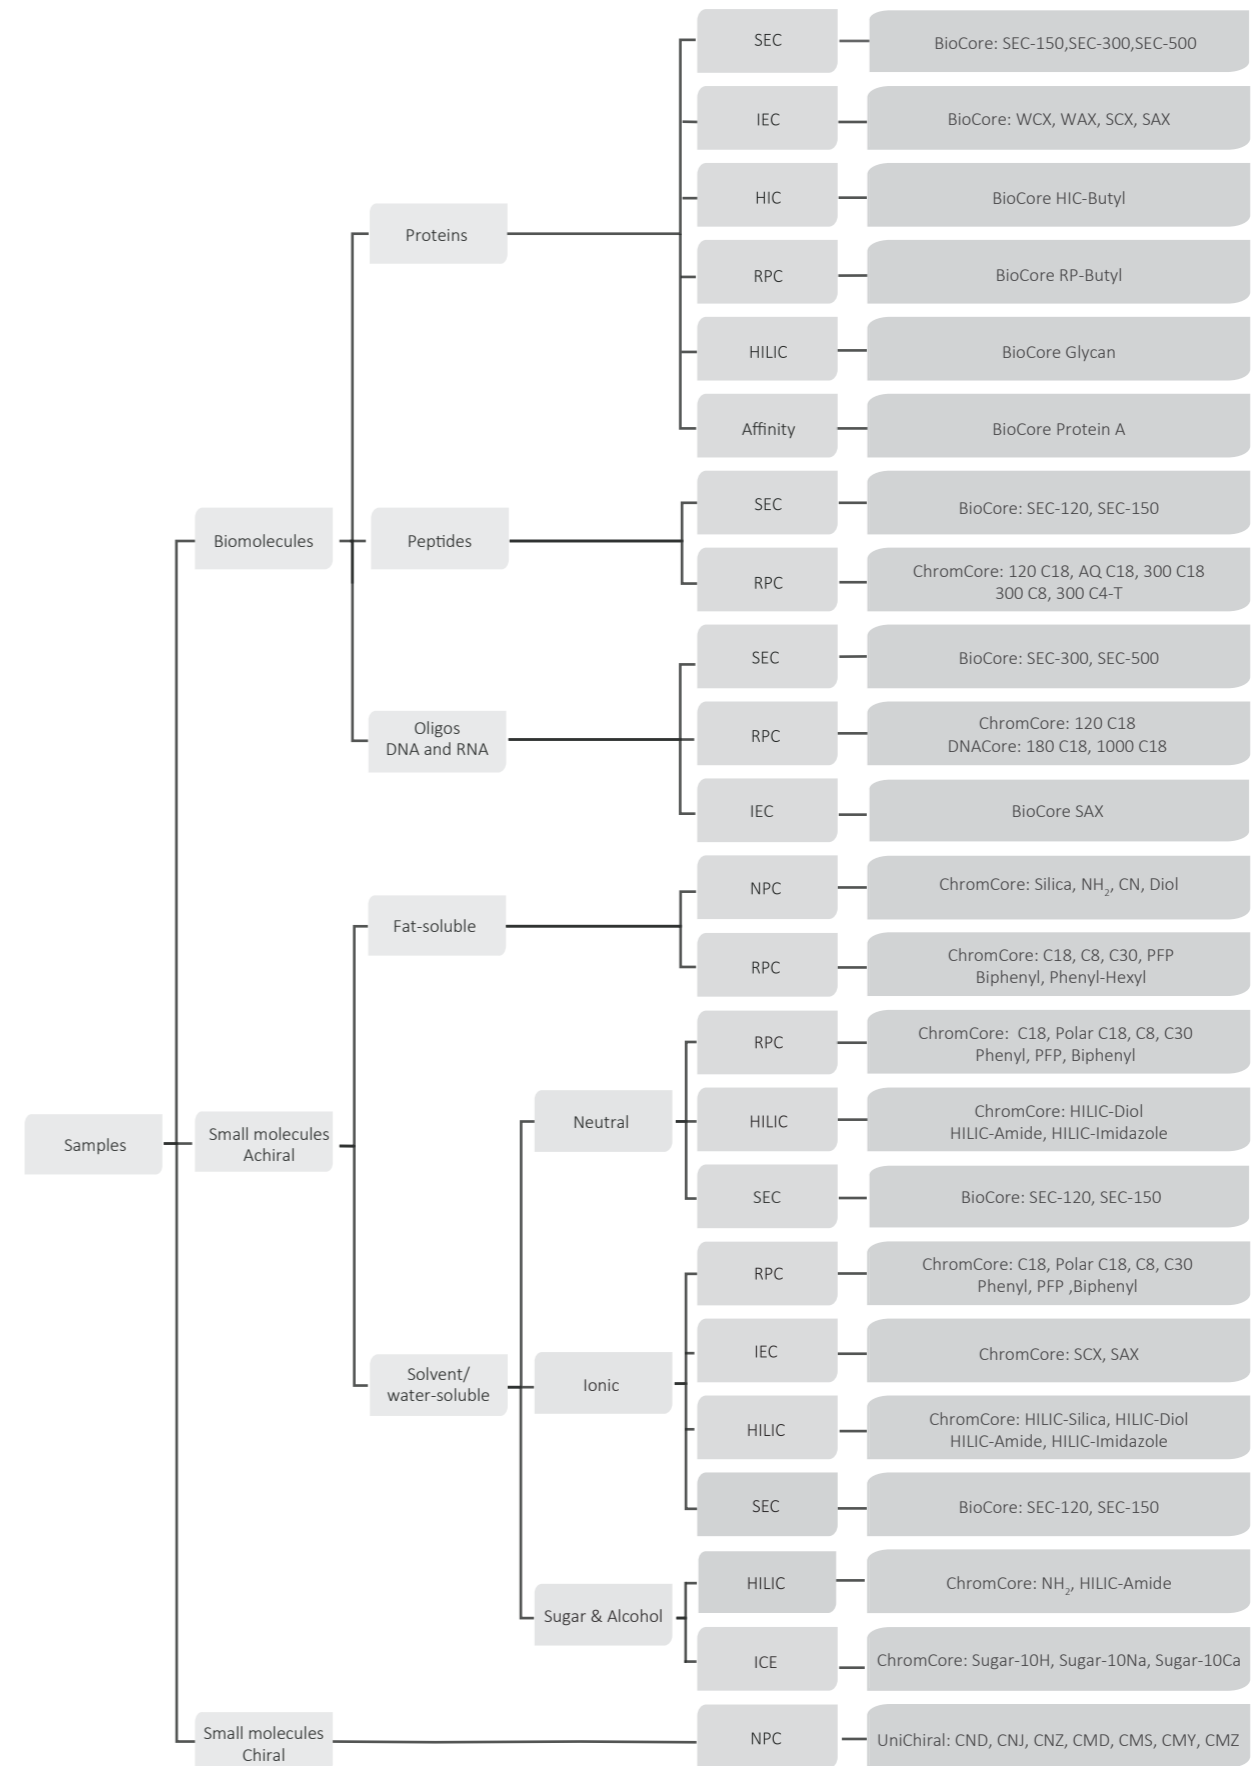 SEC
BioCore: SEC-150,SEC-300,SEC-500
IEC
BioCore: WCX, WAX, SCX, SAX
HIC
BioCore HIC-Butyl
Proteins
RPC
BioCore RP-Butyl
HILIC
BioCore Glycan
Affinity
BioCore Protein A
Biomolecules
Peptides
SEC
BioCore: SEC-120, SEC-150
RPC
ChromCore: 120 C18, AQ C18, 300 C18
300 C8, 300 C4-T
SEC
BioCore: SEC-300, SEC-500
Oligos
DNA and RNA
RPC
ChromCore: 120 C18
DNACore: 180 C18, 1000 C18
IEC
BioCore SAX
Fat-soluble
NPC
ChromCore: Silica, NH₂, CN, Diol
RPC
ChromCore: C18, C8, C30, PFP
Biphenyl, Phenyl-Hexyl
Samples
Small molecules
Achiral
Neutral
RPC
ChromCore:  C18, Polar C18, C8, C30
Phenyl, PFP, Biphenyl
HILIC
ChromCore: HILIC-Diol
HILIC-Amide, HILIC-Imidazole
SEC
BioCore: SEC-120, SEC-150
Solvent/
water-soluble
Ionic
RPC
ChromCore: C18, Polar C18, C8, C30
Phenyl, PFP ,Biphenyl
IEC
ChromCore: SCX, SAX
HILIC
ChromCore: HILIC-Silica, HILIC-Diol
HILIC-Amide, HILIC-Imidazole
SEC
BioCore: SEC-120, SEC-150
Sugar & Alcohol
HILIC
ChromCore: NH₂, HILIC-Amide
ICE
ChromCore: Sugar-10H, Sugar-10Na, Sugar-10Ca
Small molecules
Chiral
NPC
UniChiral: CND, CNJ, CNZ, CMD, CMS, CMY, CMZ